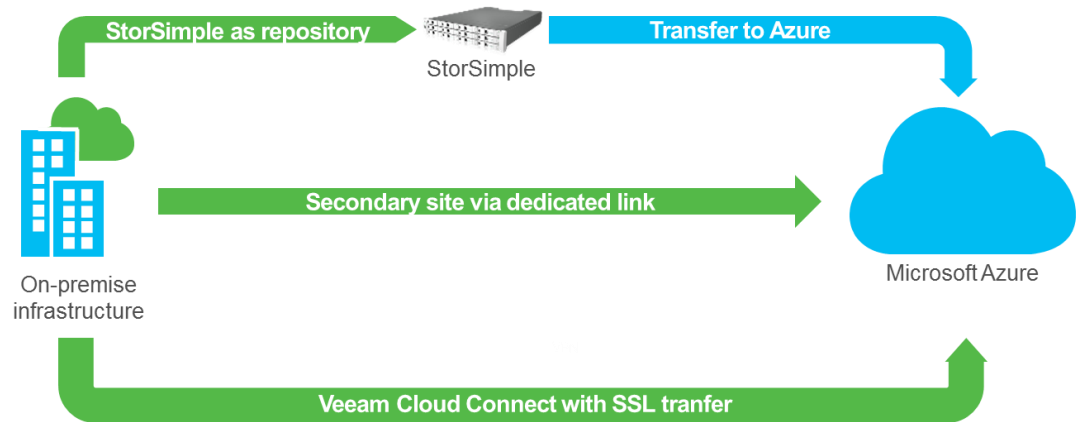 StorSimple as repository
Transfer to Azure
StorSimple
Secondary site via dedicated link
Microsoft Azure
On-premise
infrastructure
Veeam Cloud Connect with SSL tranfer